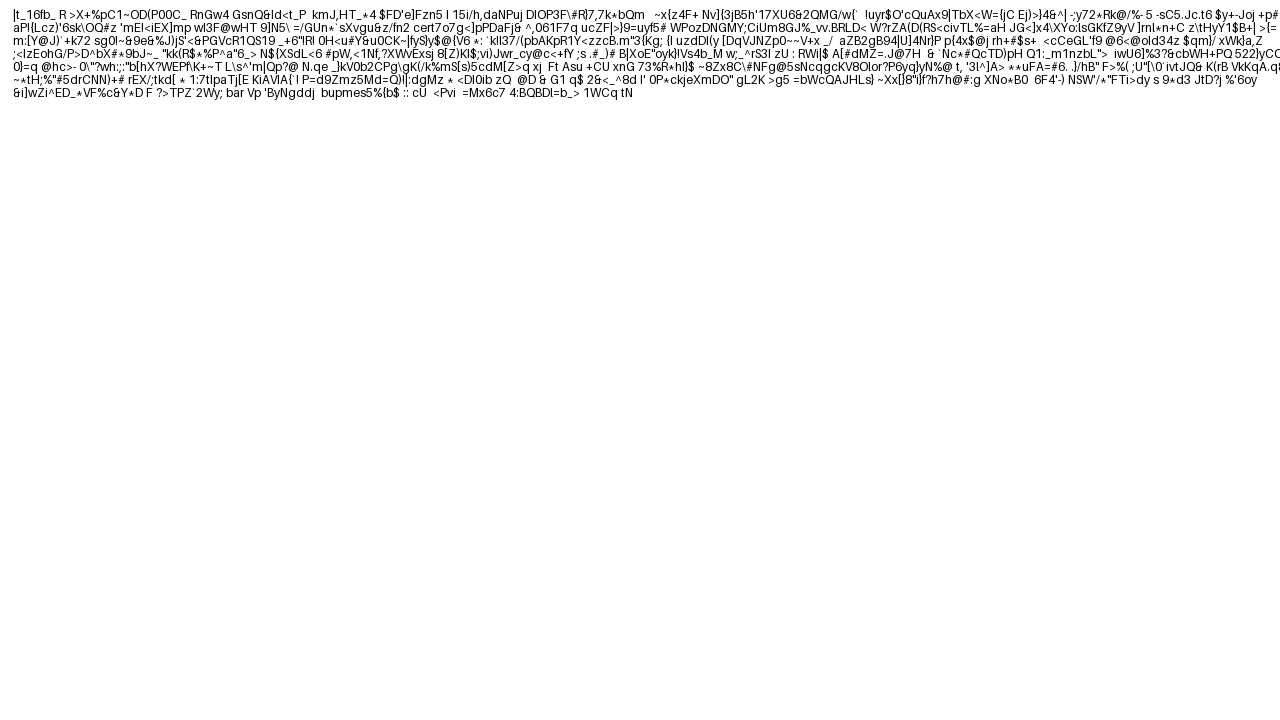 |t_16fb_ R >X+%pC1~OD(P00C_ RnGw4 GsnQ&Id<t_P  kmJ,HT_*4 $FD'e]Fzn5 I 15i/h,daNPuj DIOP3F\#R}7,7k*bQm   ~x{z4F+ Nv]{3jB5h'17XU6&2QMG/w{`  !uyr$O'cQuAx9|TbX<W={jC Ej)>}4&^| -;y72*Rk@/%- 5 -sC5.Jc.t6 $y+-Joj +p#
aPI{Lcz)'6sk\OQ#z 'mEI<iEX]mp wI3F@wHT 9]N5\ =/GUn*`sXvgu&z/fn2 cert7o7g<]pPDaFj& ^,061F7q ucZF|>}9=uyf5# WPozDNGMY;CiUm8GJ%_vv.BRLD< W?rZA(D(RS<civTL%=aH JG<]x4\XYo:lsGKfZ9yV ]rnl*n+C z\tHyY1$B+| >{=
m:[Y@J)`+k72 sg0!~&9e&%J)jS'<&PGVcR1QS19 _+6"!RI 0H<u#Y&u0CK~|fyS}y$@{V6 *: `kII37/(pbAKpR1Y<zzcB.m"3{Kg; {I uzdDI(y [DqVJNZp0~~V+x _/  aZB2gB94|U]4Nr}P p{4x$@j rh+#$s+  <cCeGL'f9 @6<@oId34z $qm}/ xWk}a,Z
;<IzEohG/P>D^bX#*9bJ~_ "kk(R$*%P^a"6_> N${XSdL<6 #pW,<1Nf,?XWvExsj 8[Z)KI$;vi)Jwr_cy@c<+fY ;s .#_)# B|XoE"oyk}IVs4b_M w;_^rS3I zU : RWi|$ A[#dMZ=.J@7H  & `Nc*#QcTD)pH O1:_m1nzbL">  iwU6]%3?&cbWH+PQ 522}yCC
0)=q @hc>- 0\"?wh:;:"b[hX?WEPf\K+~T L\s^'m|Qp?@ N.qe _}kV0b2CPg\gK(/k%mS[s}5cdM[Z>q xj  Ft Asu +CU xnG 73%R*hI}$ ~8Zx8C\#NFg@5sNcqgcKV8OIor?P6yq]yN%@ t, '3I^]A> **uFA=#6. .}/hB" F>%( ;U"[\0`ivtJQ& K(rB VkKqA.q8
~*tH;%"#5drCNN)+# rEX/;tkd[ * 1:7tIpaTj[E KiAVIA{`! P=d9Zmz5Md=Q)!|:dgMz * <DI0ib zQ  @D & G1 q$ 2&<_^8d I' 0P*ckjeXmDO" gL2K >g5 =bWcQAJHLs} ~Xx[}8"i}f?h7h@#:g XNo*B0  6F4'-) NSW'/*"FTi>dy s 9*d3 JtD?j %'6oy
&i]wZi^ED_*VF%c&Y*D F ?>TPZ`2Wy; bar Vp 'ByNgddj  bupmes5%{b$ :: cU  <Pvi  =Mx6c7 4:BQBDI=b_> 1WCq tN